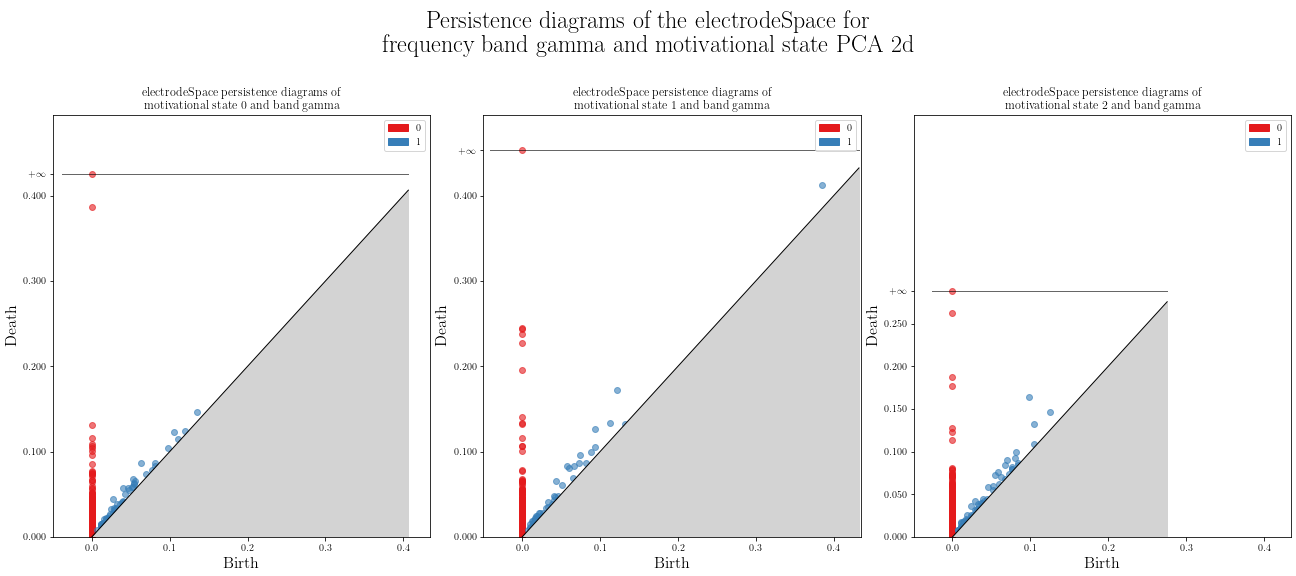 Persistence diagrams of the electrodeSpace for
frequency band gamma and motivational state PCA 2d
electrodeSpace persistence diagrams of
motivational state 0 and band gamma
0
1
+∞
0.400
0.300
0.200
0.100
0.000
Death
0.0 0.1 0.2 0.3 0.4
Birth
electrodeSpace persistence diagrams of
motivational state 1 and band gamma
0
1
+∞
0.400
0.300
0.200
0.100
0.000
Death
0.0 0.1 0.2 0.3 0.4
Birth
electrodeSpace persistence diagrams of
motivational state 2 and band gamma
0
1
+∞
0.250
0.200
0.150
0.100
0.050
0.000
Death
0.0 0.1 0.2 0.3 0.4
Birth